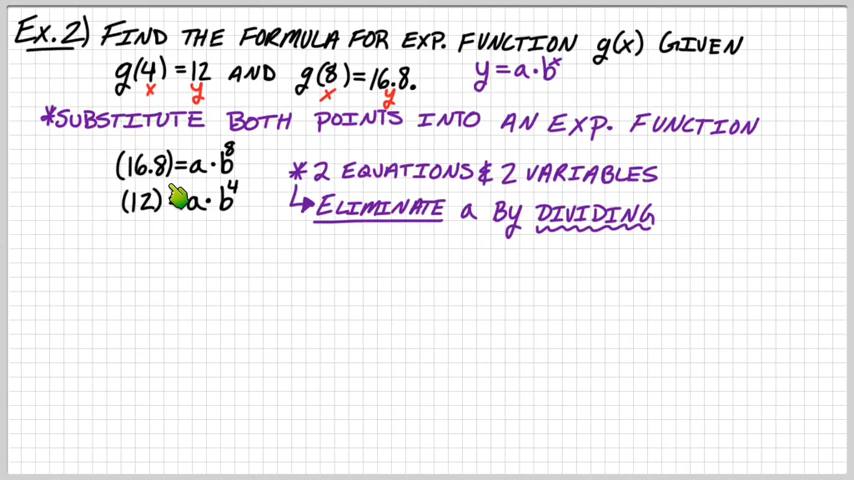 Ex. 2) FIND THE FORMULA FOR EXP. FUNCTION g(x) GIVEN
g(4) = 12 AND g(8) = 16.8. y = a · b^x
x y x y
*SUBSTITUTE BOTH POINTS INTO AN EXP. FUNCTION
(16.8) = a · b^8 * 2 EQUATIONS & 2 VARIABLES
(12) = a · b^4 ↳ ELIMINATE a BY DIVIDING